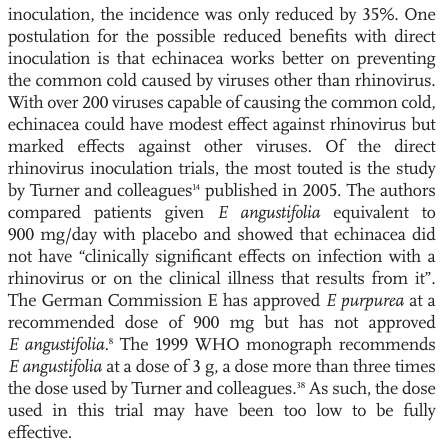 inoculation, the incidence was only reduced by 35%. One
postulation for the possible reduced benefits with direct
inoculation is that echinacea works better on preventing
the common cold caused by viruses other than rhinovirus.
With over 200 viruses capable of causing the common cold,
echinacea could have modest effect against rhinovirus but
marked effects against other viruses. Of the direct
rhinovirus inoculation trials, the most touted is the study
by Turner and colleagues¹⁴ published in 2005. The authors
compared patients given E angustifolia equivalent to
900 mg/day with placebo and showed that echinacea did
not have “clinically significant effects on infection with a
rhinovirus or on the clinical illness that results from it”.
The German Commission E has approved E purpurea at a
recommended dose of 900 mg but has not approved
E angustifolia.⁸ The 1999 WHO monograph recommends
E angustifolia at a dose of 3 g, a dose more than three times
the dose used by Turner and colleagues.³⁸ As such, the dose
used in this trial may have been too low to be fully
effective.